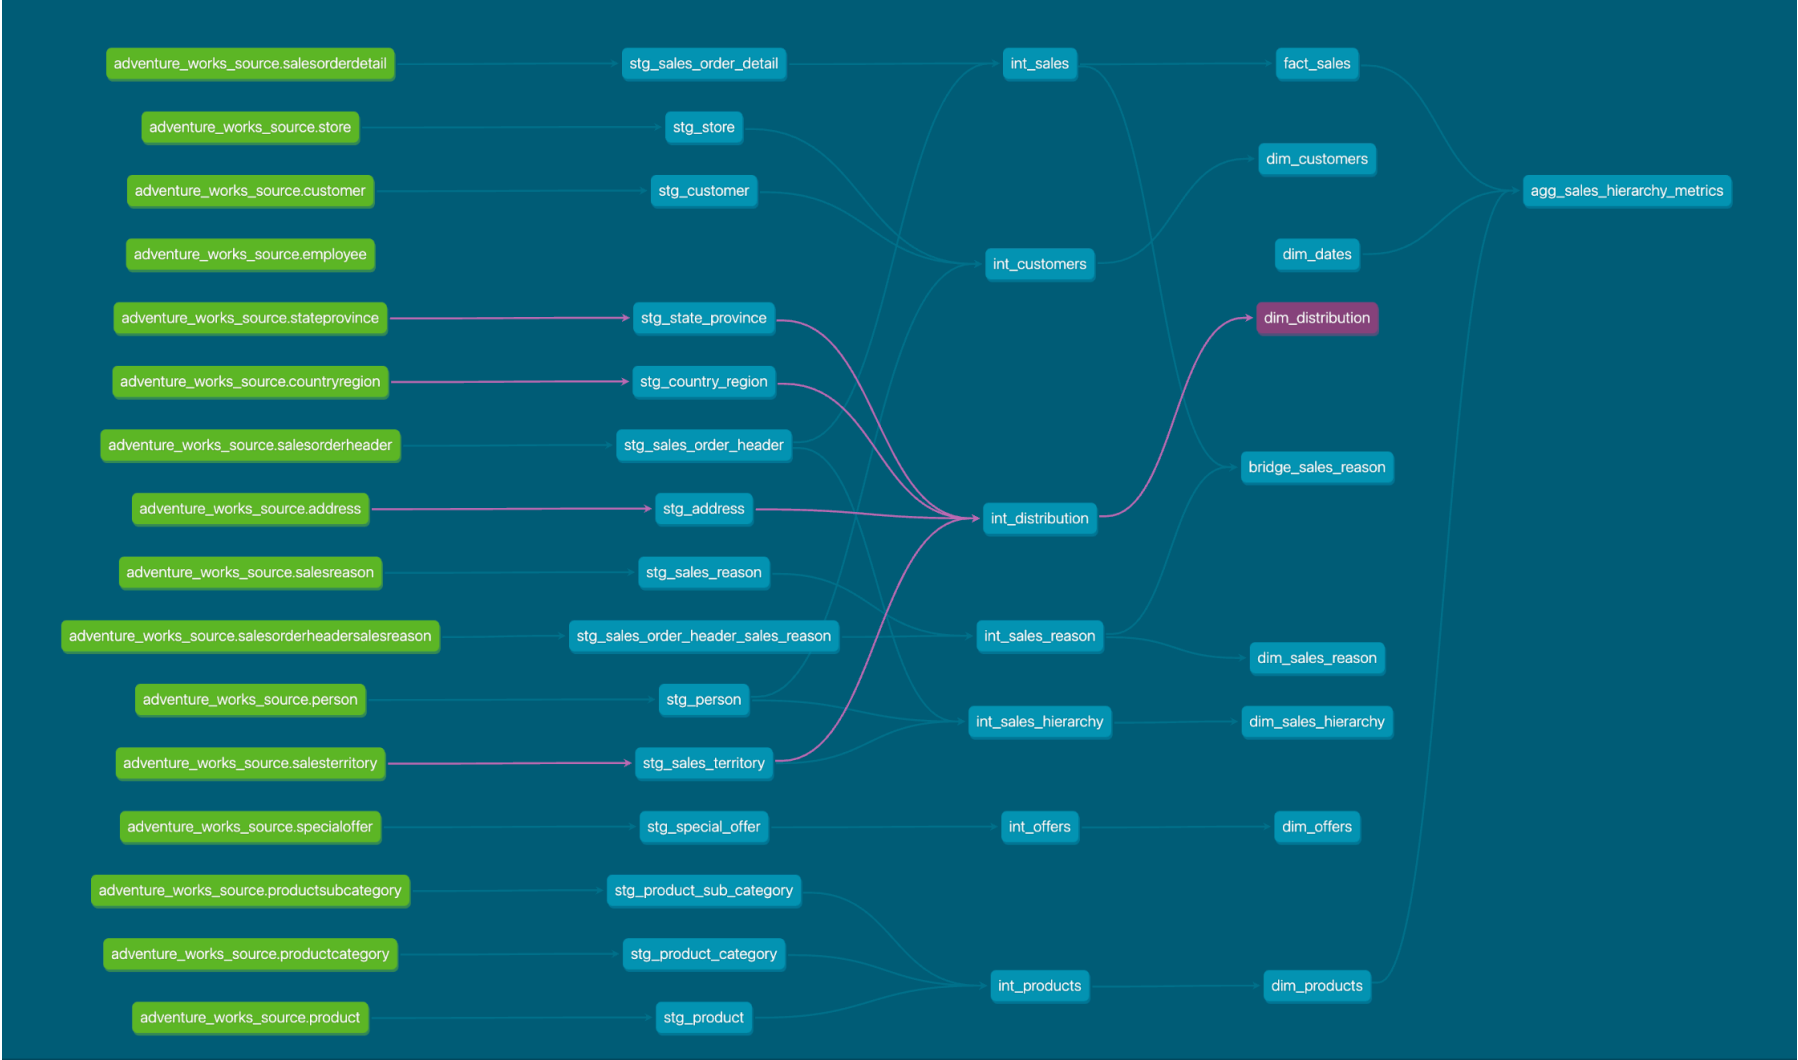 adventure_works_source.salesorderdetail
stg_sales_order_detail
int_sales
fact_sales
adventure_works_source.store
stg_store
dim_customers
adventure_works_source.customer
stg_customer
agg_sales_hierarchy_metrics
adventure_works_source.employee
int_customers
dim_dates
adventure_works_source.stateprovince
stg_state_province
dim_distribution
adventure_works_source.countryregion
stg_country_region
adventure_works_source.salesorderheader
stg_sales_order_header
bridge_sales_reason
adventure_works_source.address
stg_address
int_distribution
adventure_works_source.salesreason
stg_sales_reason
adventure_works_source.salesorderheadersalesreason
stg_sales_order_header_sales_reason
int_sales_reason
dim_sales_reason
adventure_works_source.person
stg_person
int_sales_hierarchy
dim_sales_hierarchy
adventure_works_source.salesterritory
stg_sales_territory
adventure_works_source.specialoffer
stg_special_offer
int_offers
dim_offers
adventure_works_source.productsubcategory
stg_product_sub_category
adventure_works_source.productcategory
stg_product_category
int_products
dim_products
adventure_works_source.product
stg_product